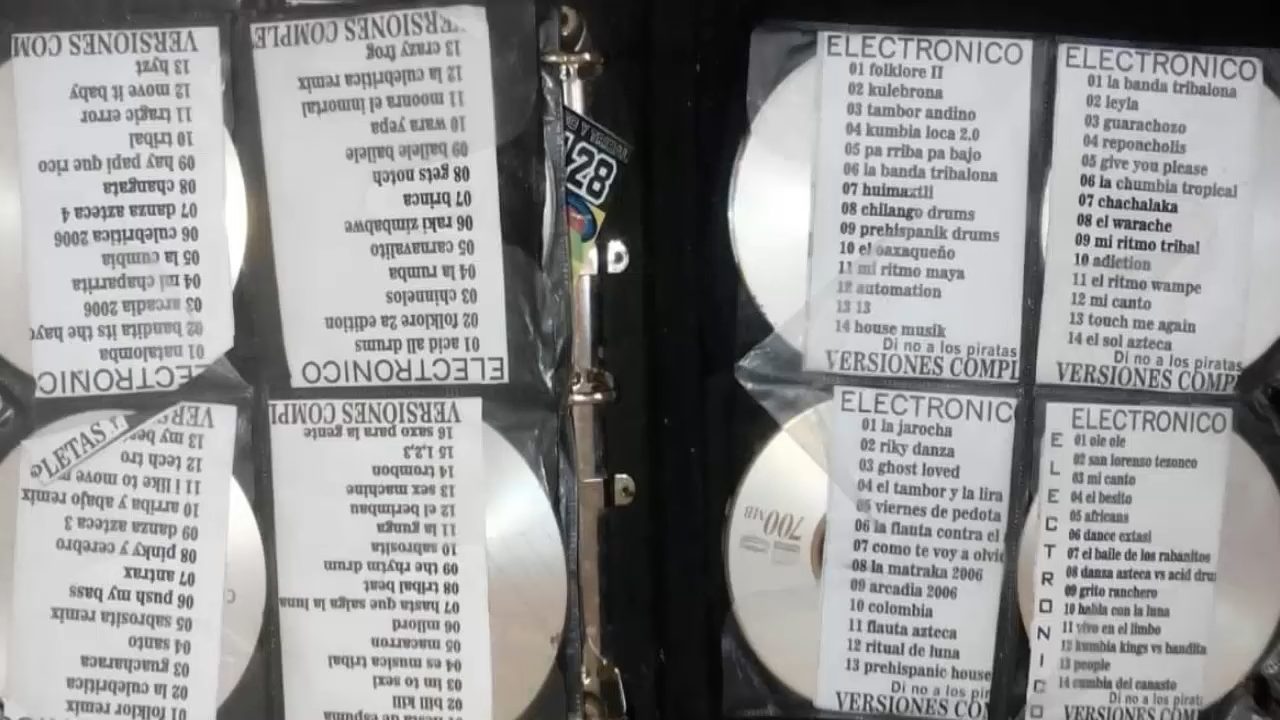 ELECTRONICO
01 natalomba
02 bandita its the hayt
03 arcadia 2006
04 mi chaparrita
05 la cumbia
06 culebritica 2006
07 danza azteca 4
08 changata
09 hay papi que rico
10 tribal
11 tragic error
12 move it baby
13 hyzt
VERSIONES COM
ELECTRONICO
01 acid all drums
02 folklore 2a edition
03 chinnelos
04 la rumba
05 carnavalito
06 raki zimbabwe
07 brinca
08 gets notch
09 bailele bailele
10 wara yepa
11 moonra el inmortal
12 la culebritica remix
13 crazy frog
VERSIONES COMPLE
01 folklor remix
02 la culebritica
03 guacharaca
04 santo
05 sabrosita remix
06 push my bass
07 antrax
08 pinky y cerebro
09 danza azteca 3
10 arriba y abajo remix
11 i like to move
12 tech tro
13 my
VERS
LETAS
02 bill kill
03 im to sexi
04 es musica tribal
05 macarron
06 milord
07 hasta que salga la luna
08 tribal beat
09 the rhytm drum
10 sabrosita
11 la ganga
12 el berimbam
13 sex machine
14 trombon
15 1,2,3
16 saxo para la gente
VERSIONES COMPL
128
ELECTRONICO
01 folklore II
02 kulebrona
03 tambor andino
04 kumbia loca 2.0
05 pa rriba pa bajo
06 la banda tribalona
07 huimaxtli
08 chilango drums
09 prehispanik drums
10 el oaxaqueño
11 mi ritmo maya
12 automation
13 13
14 house musik
Di no a los piratas
VERSIONES COMPL
ELECTRONICO
01 la banda tribalona
02 leyla
03 guarachozo
04 reponcholis
05 give you please
06 la chumbia tropical
07 chachalaka
08 el warache
09 mi ritmo tribal
10 adiction
11 el ritmo wampe
12 mi canto
13 touch me again
14 el sol azteca
Di no a los piratas
VERSIONES COMP
700 MB
ELECTRONIC
01 la jarocha
02 riky danza
03 ghost loved
04 el tambor y la lira
05 viernes de pedota
06 la flauta contra el
07 como te voy a olvi
08 la matraka 2006
09 arcadia 2006
10 colombia
11 flauta azteca
12 ritual de luna
13 prehispanic house
Di no a los pir
VERSIONES CO
ELECTRONICO
ELECTRONICO
01 ole ole
02 san lorenzo tezonco
03 mi canto
04 el besito
05 africans
06 dance extasi
07 el baile de los rabanitos
08 danza azteca vs acid dru
09 grito ranchero
10 habla con la luna
11 vivo en el limbo
12 kumbia kings vs bandita
13 people
14 cumbia del canasto
Di no a los pirat
VERSIONES COMP